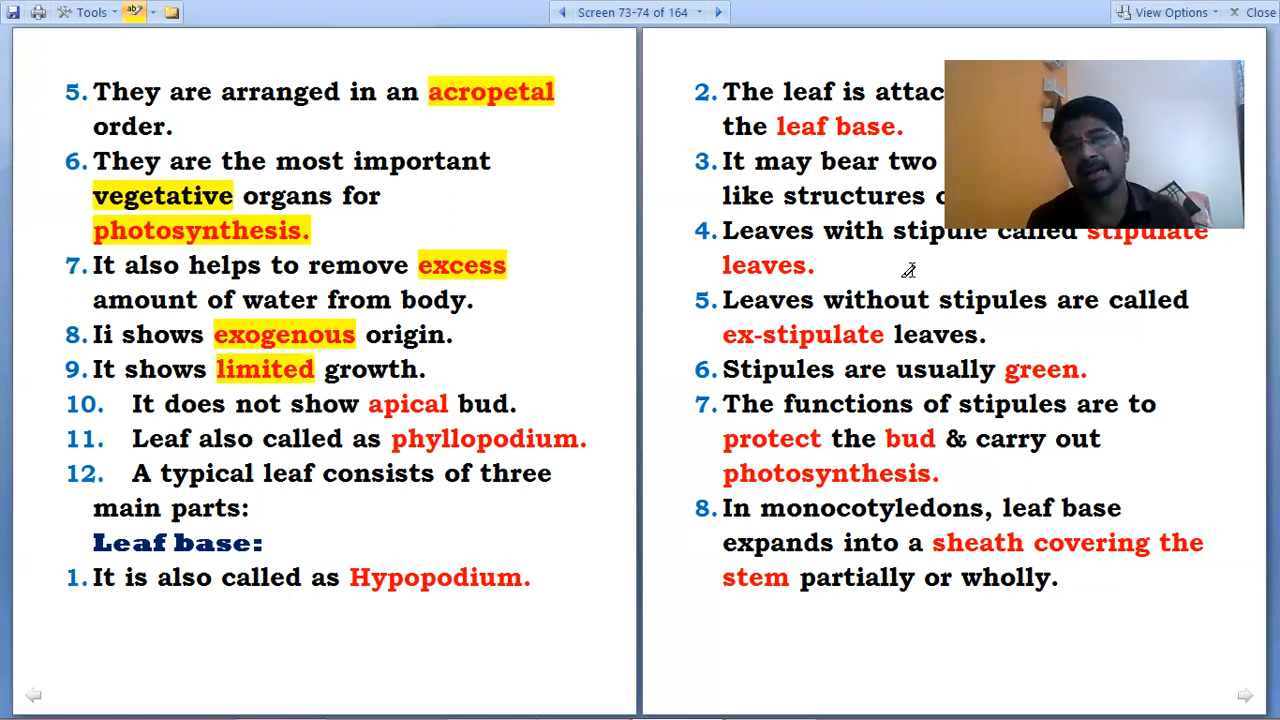 Tools
Screen 73-74 of 164
View Options
Close
5. They are arranged in an acropetal
order.
6. They are the most important
vegetative organs for
photosynthesis.
7. It also helps to remove excess
amount of water from body.
8. Ii shows exogenous origin.
9. It shows limited growth.
10. It does not show apical bud.
11. Leaf also called as phyllopodium.
12. A typical leaf consists of three
main parts:
Leaf base:
1. It is also called as Hypopodium.
2. The leaf is
the leaf base.
3. It may bear two
like structures
4. Leaves with stipule called stipulate
leaves.
5. Leaves without stipules are called
ex-stipulate leaves.
6. Stipules are usually green.
7. The functions of stipules are to
protect the bud & carry out
photosynthesis.
8. In monocotyledons, leaf base
expands into a sheath covering the
stem partially or wholly.